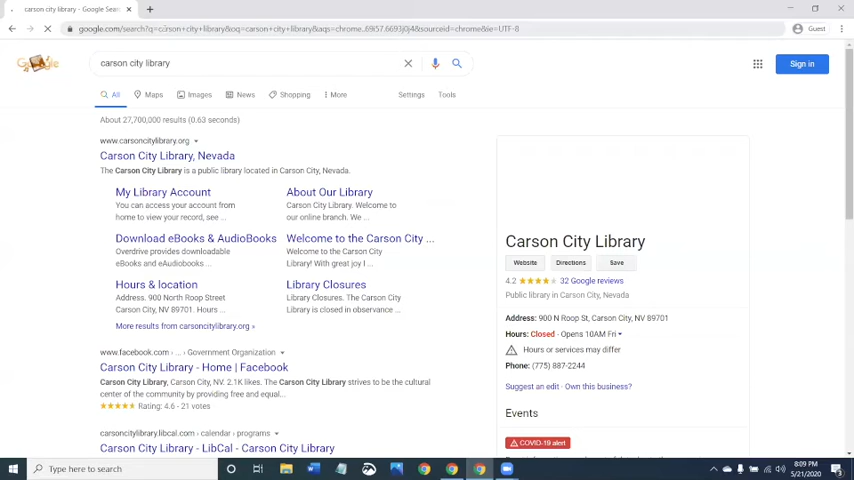 carson city library - Google Sear
google.com/search?q=carson+city+library&oq=carson+city+library&aqs=chrome..69i57.6693j0j4&sourceid=chrome&ie=UTF-8
Guest
carson city library
Sign in
All Maps Images News Shopping More Settings Tools
About 27,700,000 results (0.63 seconds)
www.carsoncitylibrary.org
Carson City Library, Nevada
The Carson City Library is a public library located in Carson City, Nevada.
My Library Account
You can access your account from
home to view your record, see ...
About Our Library
Carson City Library. Welcome to
our online branch. We ...
Download eBooks & AudioBooks
Overdrive provides downloadable
eBooks and eAudiobooks ...
Welcome to the Carson City ...
Welcome to the Carson City
Library! With great joy I ...
Hours & location
Address. 900 North Roop Street
Carson City, NV 89701. Hours ...
Library Closures
Library Closures. The Carson City
Library is closed in observance ...
More results from carsoncitylibrary.org »
www.facebook.com › ... › Government Organization
Carson City Library - Home | Facebook
Carson City Library, Carson City, NV. 2.1K likes. The Carson City Library strives to be the cultural
center of the community by providing free and equal...
Rating: 4.6 - 21 votes
carsoncitylibrary.libcal.com › calendar › programs
Carson City Library - LibCal - Carson City Library
Carson City Library
Website Directions Save
4.2 32 Google reviews
Public library in Carson City, Nevada
Address: 900 N Roop St, Carson City, NV 89701
Hours: Closed · Opens 10AM Fri
Hours or services may differ
Phone: (775) 887-2244
Suggest an edit · Own this business?
Events
COVID-19 alert
Type here to search
8:09 PM
5/21/2020